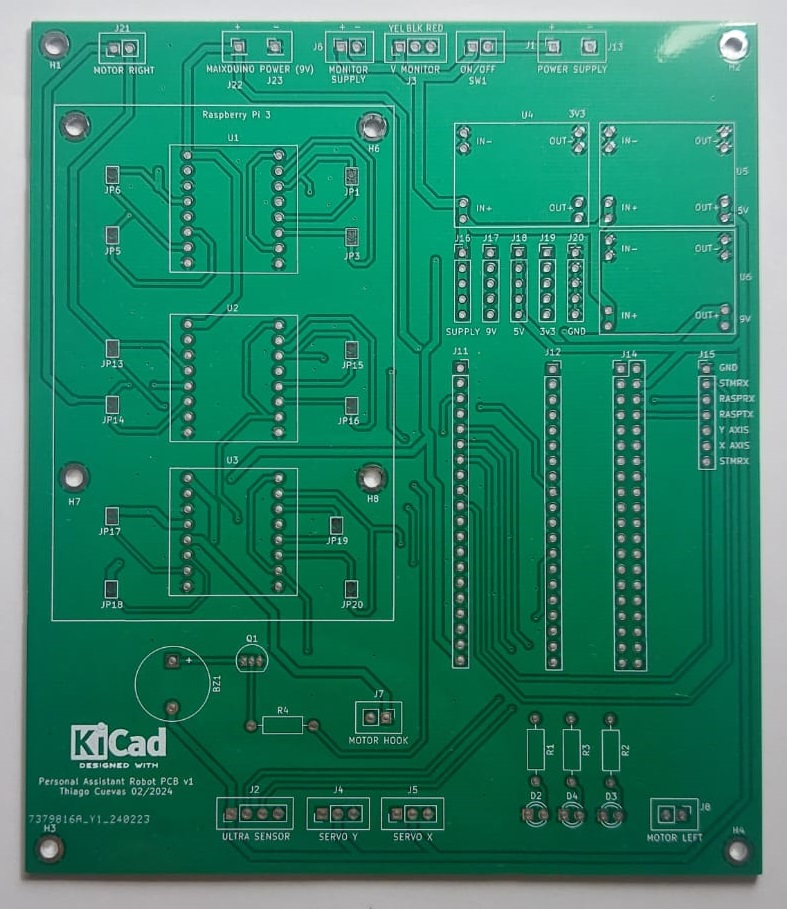 J21
MOTOR RIGHT
H1
+ -
MAIXDUINO POWER (9V)
J22 J23
J6 + -
MONITOR
SUPPLY
YEL BLK RED
V MONITOR
J3
ON/OFF
SW1
J1 + - J13
POWER SUPPLY
H2
Raspberry Pi 3
H6
U1
JP6
JP1
JP5
JP3
U4 3V3
IN- OUT-
IN+ OUT+
IN- OUT-
U5
IN+ OUT+
5V
IN- OUT-
U6
IN+ OUT+
9V
J16 J17 J18 J19 J20
SUPPLY 9V 5V 3v3 GND
U2
JP13
JP15
JP14
JP16
J11 J12 J14 J15
GND
STMRX
RASPRX
RASPTX
Y AXIS
X AXIS
STMRX
U3
H7
H8
JP17
JP19
JP18
JP20
Q1
+
BZ1
R4
J7
MOTOR HOOK
R1 R3 R2
D2 D4 D3
KiCad
DESIGNED WITH
Personal Assistant Robot PCB v1
Thiago Cuevas 02/2024
7379816A_Y1_240223
H3
J2
ULTRA SENSOR
J4
SERVO Y
J5
SERVO X
J8
MOTOR LEFT
H4